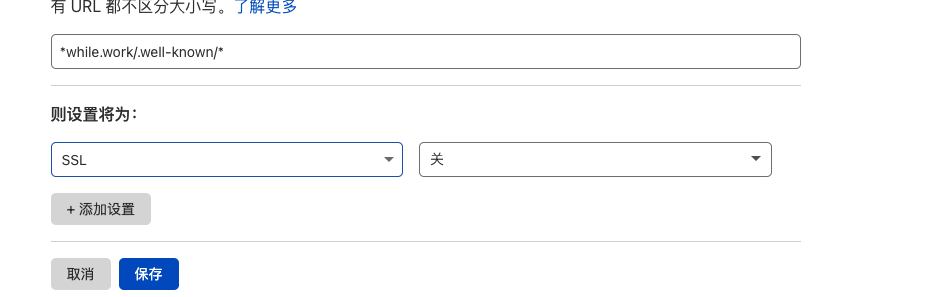 有 URL 都不区分大小写。了解更多
*while.work/.well-known/*
则设置将为：
SSL 关
+ 添加设置
取消 保存